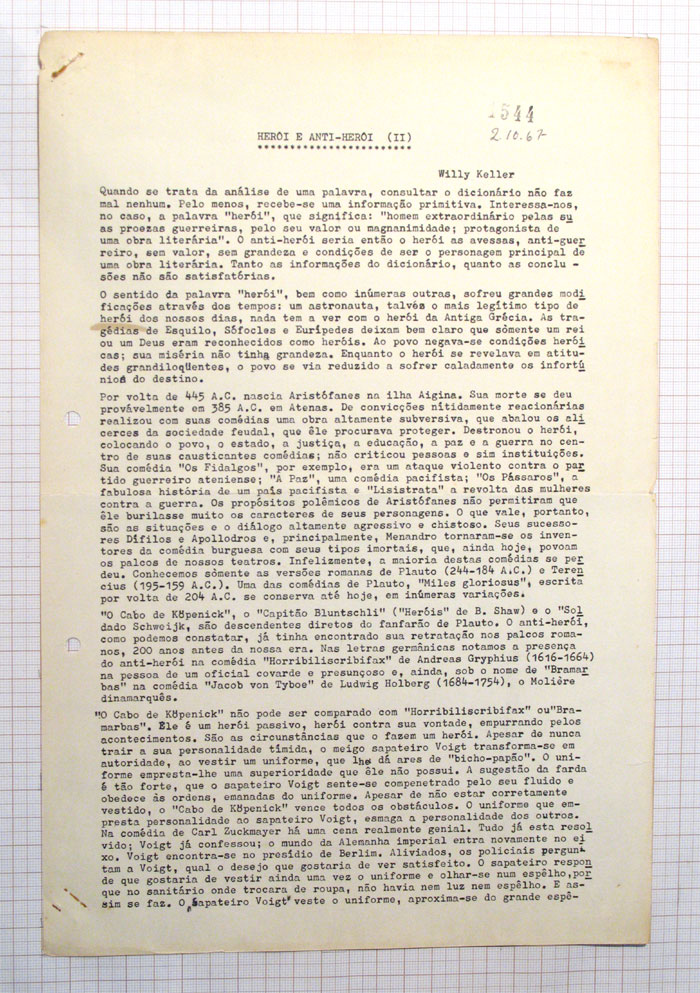 1544
2.10.67
HERÓI E ANTI-HERÓI (II)
Willy Keller
Quando se trata da análise de uma palavra, consultar o dicionário não faz
mal nenhum. Pelo menos, recebe-se uma informação primitiva. Interessa-nos,
no caso, a palavra "herói", que significa: "homem extraordinário pelas su
as proezas guerreiras, pelo seu valor ou magnanimidade; protagonista de
uma obra literária". O anti-herói seria então o herói as avessas, anti-guer
reiro, sem valor, sem grandeza e condições de ser o personagem principal de
uma obra literária. Tanto as informações do dicionário, quanto as conclu -
sões não são satisfatórias.
O sentido da palavra "herói", bem como inúmeras outras, sofreu grandes modi
ficações através dos tempos: um astronauta, talvés o mais legítimo tipo de
herói dos nossos dias, nada tem a ver com o herói da Antiga Grécia. As tra-
gédias de Esquilo, Sófocles e Eurípedes deixam bem claro que sòmente um rei
ou um Deus eram reconhecidos como heróis. Ao povo negava-se condições herói
cas; sua miséria não tinha grandeza. Enquanto o herói se revelava em atitu-
des grandiloqüentes, o povo se via reduzido a sofrer caladamente os infortú
nios do destino.
Por volta de 445 A.C. nascia Aristófanes na ilha Aigina. Sua morte se deu
provàvelmente em 385 A.C. em Atenas. De convicções nìtidamente reacionárias
realizou com suas comédias uma obra altamente subversiva, que abalou os ali
cerces da sociedade feudal, que êle procurava proteger. Destronou o herói,
colocando o povo, o estado, a justiça, a educação, a paz e a guerra no cen-
tro de suas causticantes comédias; não criticou pessoas e sim instituições.
Sua comédia "Os Fidalgos", por exemplo, era um ataque violento contra o par
tido guerreiro ateniense; "A Paz", uma comédia pacifista; "Os Pássaros", a
fabulosa história de um país pacifista e "Lisistrata" a revolta das mulheres
contra a guerra. Os propósitos polêmicos de Aristófanes não permitiram que
êle burilasse muito os caracteres de seus personagens. O que vale, portanto,
são as situações e o diálogo altamente agressivo e chistoso. Seus sucesso-
res Dífilos e Apollodros e, principalmente, Menandro tornaram-se os inven-
tores da comédia burguesa com seus tipos imortais, que, ainda hoje, povoam
os palcos de nossos teatros. Infelizmente, a maioria destas comédias se per
deu. Conhecemos sòmente as versões romanas de Plauto (244-184 A.C.) e Teren
cius (195-159 A.C.). Uma das comédias de Plauto, "Miles gloriosus", escrita
por volta de 204 A.C. se conserva até hoje, em inúmeras variações.
"O Cabo de Köpenick", o "Capitão Bluntschli" ("Heróis" de B. Shaw) e o "Sol
dado Schweijk, são descendentes diretos do fanfarão de Plauto. O anti-herói,
como podemos constatar, já tinha encontrado sua retratação nos palcos roma-
nos, 200 anos antes da nossa era. Nas letras germânicas notamos a presença
do anti-herói na comédia "Horribiliscribifax" de Andreas Gryphius (1616-1664)
na pessoa de um oficial covarde e presunçoso e, ainda, sob o nome de "Bramar
bas" na comédia "Jacob von Tyboe" de Ludwig Holberg (1684-1754), o Molière
dinamarquês.
"O Cabo de Köpenick" não pode ser comparado com "Horribiliscribifax" ou"Bra-
marbas". Êle é um herói passivo, herói contra sua vontade, empurrando pelos
acontecimentos. São as circunstâncias que o fazem um herói. Apesar de nunca
trair a sua personalidade tímida, o meigo sapateiro Voigt transforma-se em
autoridade, ao vestir um uniforme, que lhe dá ares de "bicho-papão". O uni-
forme empresta-lhe uma superioridade que êle não possui. A sugestão da farda
é tão forte, que o sapateiro Voigt sente-se compenetrado pelo seu fluido e
obedece às ordens, emanadas do uniforme. Apesar de não estar corretamente
vestido, o "Cabo de Köpenick" vence todos os obstáculos. O uniforme que em-
presta personalidade ao sapateiro Voigt, esmaga a personalidade dos outros.
Na comédia de Carl Zuckmayer há uma cena realmente genial. Tudo já esta resol
vido; Voigt já confessou; o mundo da Alemanha imperial entra novamente no ei
xo. Voigt encontra-se no presídio de Berlim. Aliviados, os policiais pergun
tam a Voigt, qual o desejo que gostaria de ver satisfeito. O sapateiro respon
de que gostaria de vestir ainda uma vez o uniforme e olhar-se num espêlho,por
que no sanitário onde trocara de roupa, não havia nem luz nem espêlho. E as-
sim se faz. O sapateiro Voigt veste o uniforme, aproxima-se do grande espê-